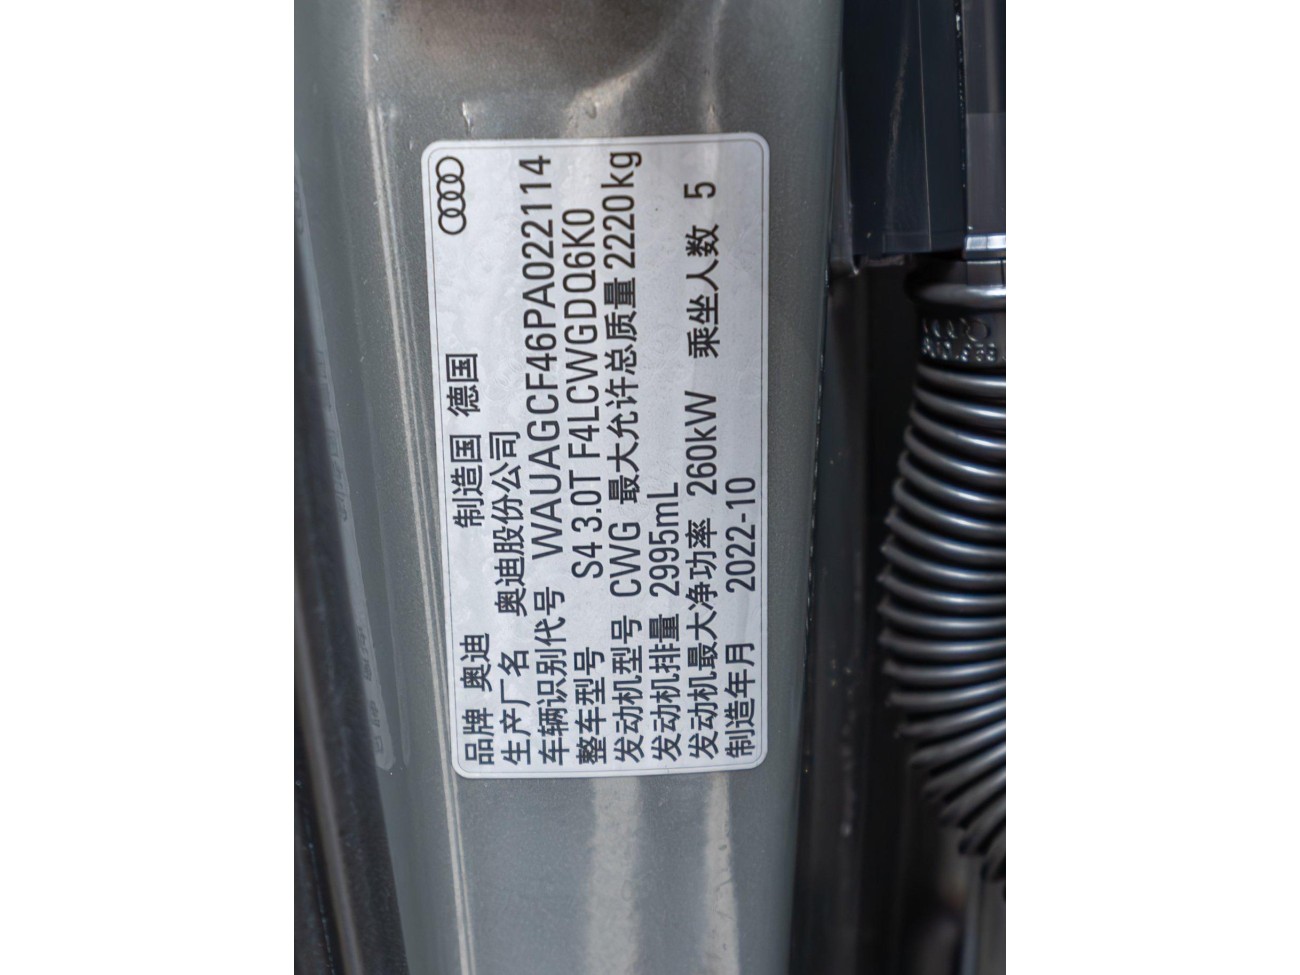 品牌 奥迪 制造国 德国
生产厂名 奥迪股份公司
车辆识别代号 WAUAGCF46PA022114
整车型号 S4 3.0T F4LCWGDQ6K0
发动机型号 CWG 最大允许总质量 2220kg
发动机排量 2995mL
发动机最大净功率 260kW 乘坐人数 5
制造年月 2022-10